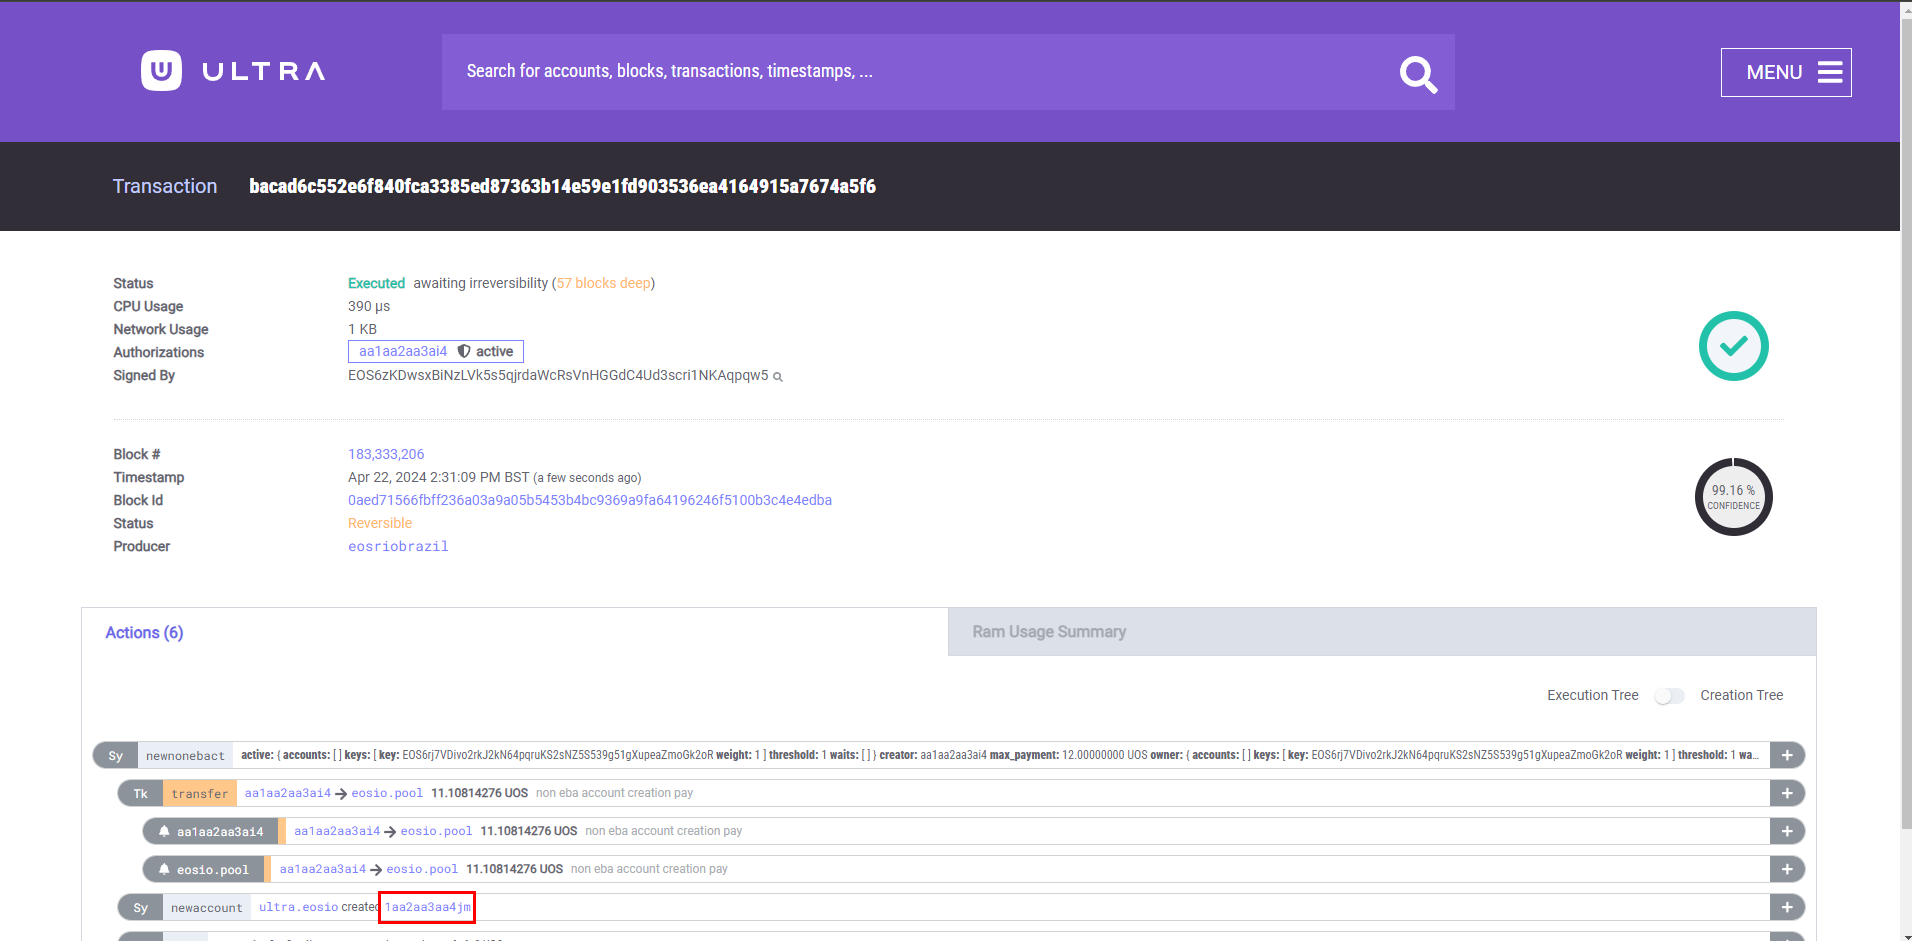 ULTRA
Search for accounts, blocks, transactions, timestamps, ...
MENU
Transaction bacad6c552e6f840fca3385ed87363b14e59e1fd903536ea4164915a7674a5f6
Status Executed awaiting irreversibility (57 blocks deep)
CPU Usage 390 µs
Network Usage 1 KB
Authorizations aa1aa2aa3ai4 active
Signed By EOS6zKDwsxBiNzLVk5s5qjrdaWcRsVnHGGdC4Ud3scri1NKAqpqw5
Block # 183,333,206
Timestamp Apr 22, 2024 2:31:09 PM BST (a few seconds ago)
Block Id 0aed71566fbff236a03a9a05b5453b4bc9369a9fa64196246f5100b3c4e4edba
Status Reversible
Producer eosriobrazil
99.16 %
CONFIDENCE
Actions (6)
Ram Usage Summary
Execution Tree Creation Tree
Sy newnonebact active: { accounts: [ ] keys: [ key: EOS6rj7VDivo2rkJ2kN64pqruKS2sNZ5S539g51gXupeaZmoGk2oR weight: 1 ] threshold: 1 waits: [ ] } creator: aa1aa2aa3ai4 max_payment: 12.00000000 UOS owner: { accounts: [ ] keys: [ key: EOS6rj7VDivo2rkJ2kN64pqruKS2sNZ5S539g51gXupeaZmoGk2oR weight: 1 ] threshold: 1 wa...
Tk transfer aa1aa2aa3ai4 → eosio.pool 11.10814276 UOS non eba account creation pay
aa1aa2aa3ai4 aa1aa2aa3ai4 → eosio.pool 11.10814276 UOS non eba account creation pay
eosio.pool aa1aa2aa3ai4 → eosio.pool 11.10814276 UOS non eba account creation pay
Sy newaccount ultra.eosio created 1aa2aa3aa4jm